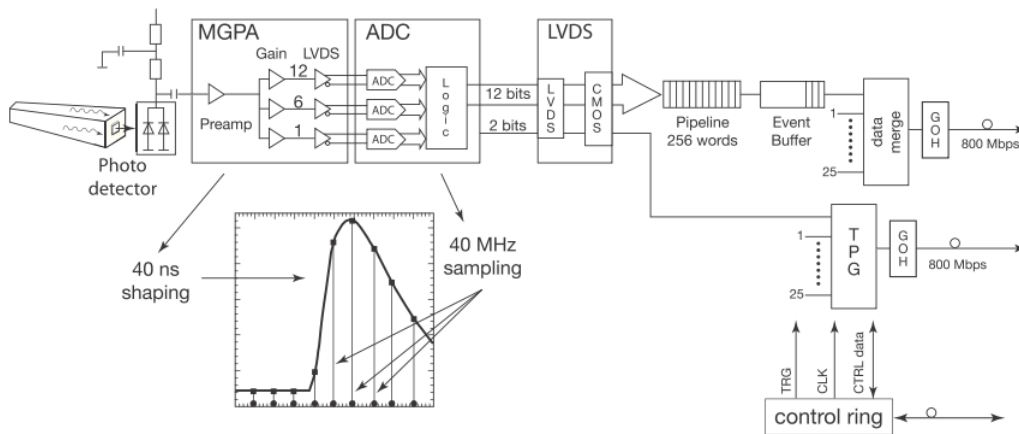 MGPA
ADC
LVDS
Gain
LVDS
12
6
1
Preamp
ADC
ADC
ADC
Logic
12 bits
2 bits
LVDS
CMOS
Pipeline
256 words
Event
Buffer
1
25
data
merge
GOH
800 Mbps
Photo
detector
40 ns
shaping
40 MHz
sampling
1
25
TPG
GOH
800 Mbps
TRG
CLK
CTRL data
control ring